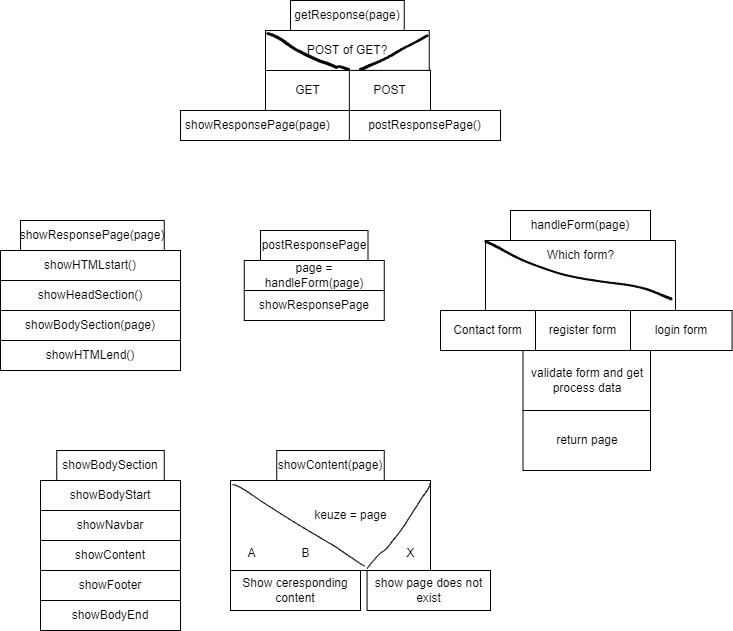 getResponse(page)
POST of GET?
GET
POST
showResponsePage(page)
postResponsePage()
showResponsePage(page)
showHTMLstart()
showHeadSection()
showBodySection(page)
showHTMLend()
postResponsePage
page =
handleForm(page)
showResponsePage
handleForm(page)
Which form?
Contact form
register form
login form
validate form and get
process data
return page
showBodySection
showBodyStart
showNavbar
showContent
showFooter
showBodyEnd
showContent(page)
keuze = page
A
B
X
Show ceresponding
content
show page does not
exist